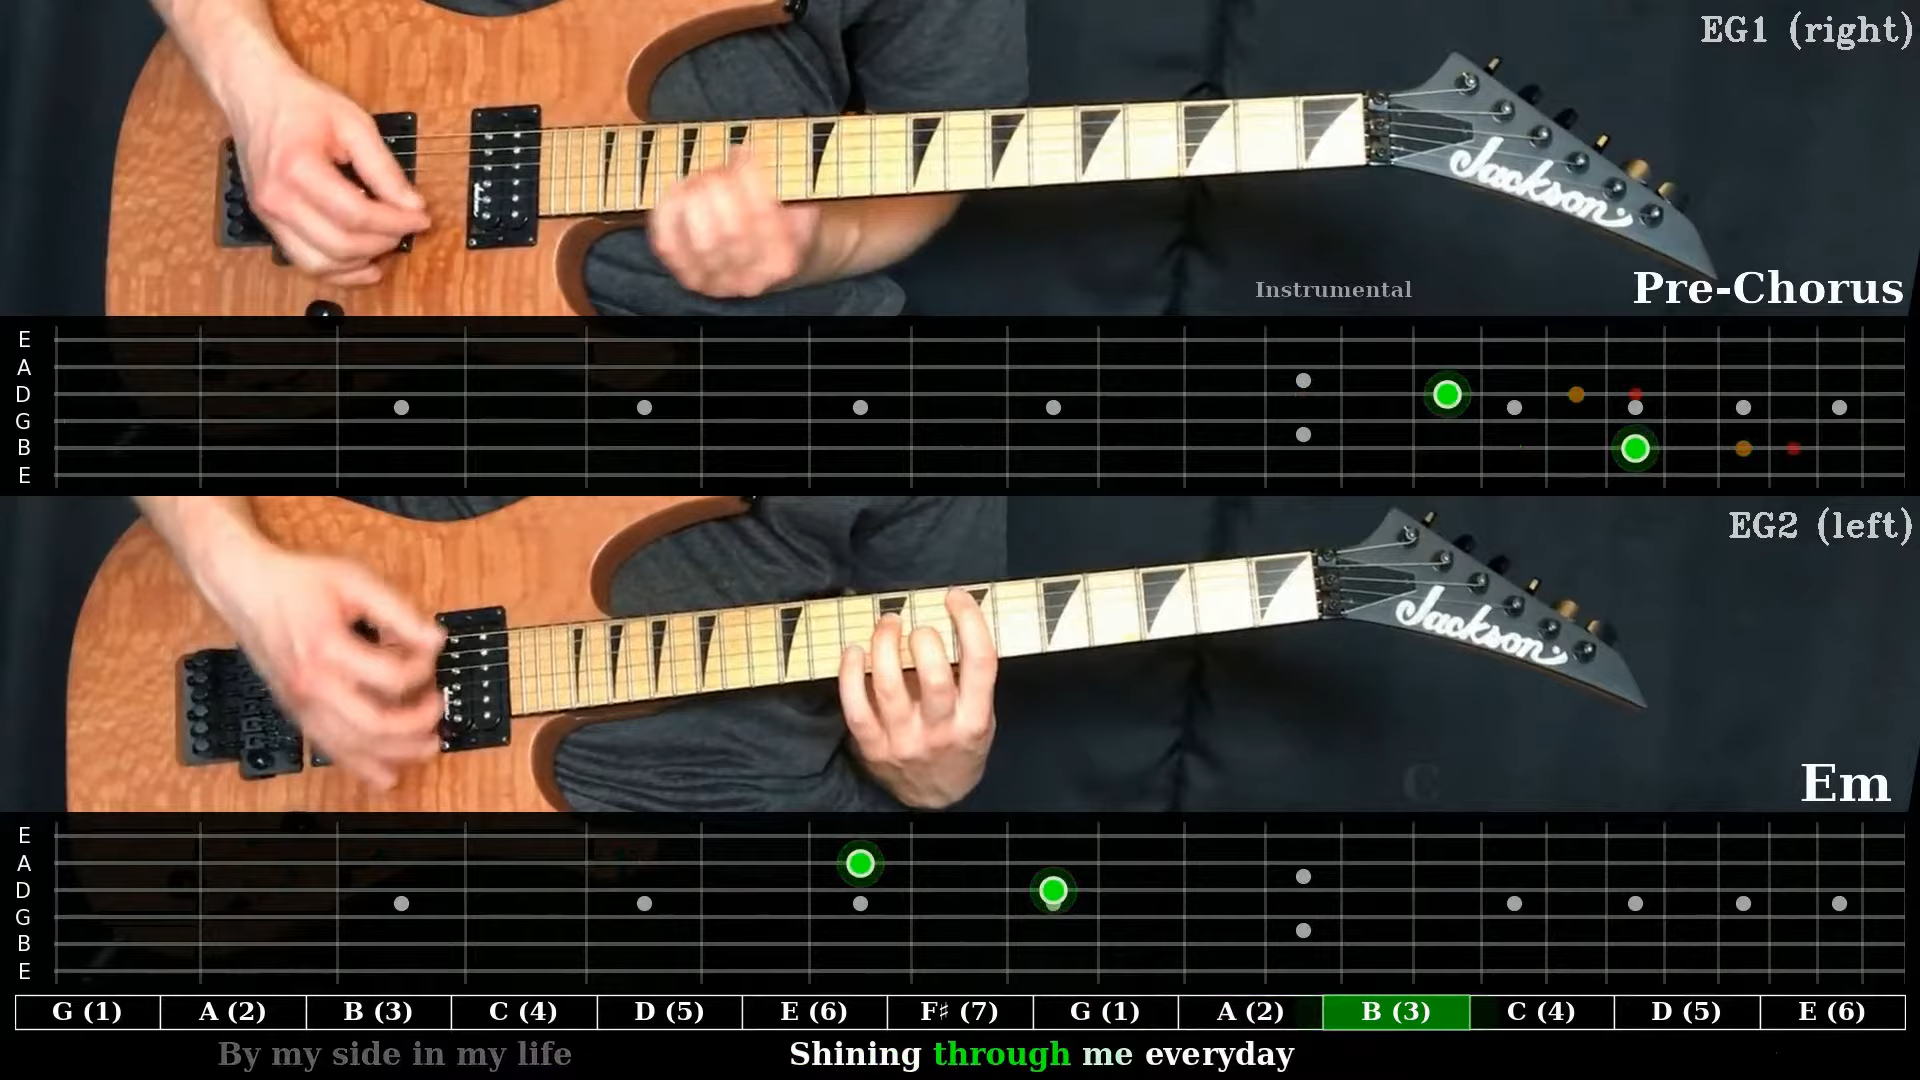 EG1 (right)
Jackson
Instrumental
Pre-Chorus
E
A
D
G
B
E
EG2 (left)
Jackson
C
Em
E
A
D
G
B
E
G (1) A (2) B (3) C (4) D (5) E (6) F♯ (7) G (1) A (2) B (3) C (4) D (5) E (6)
By my side in my life
Shining through me everyday